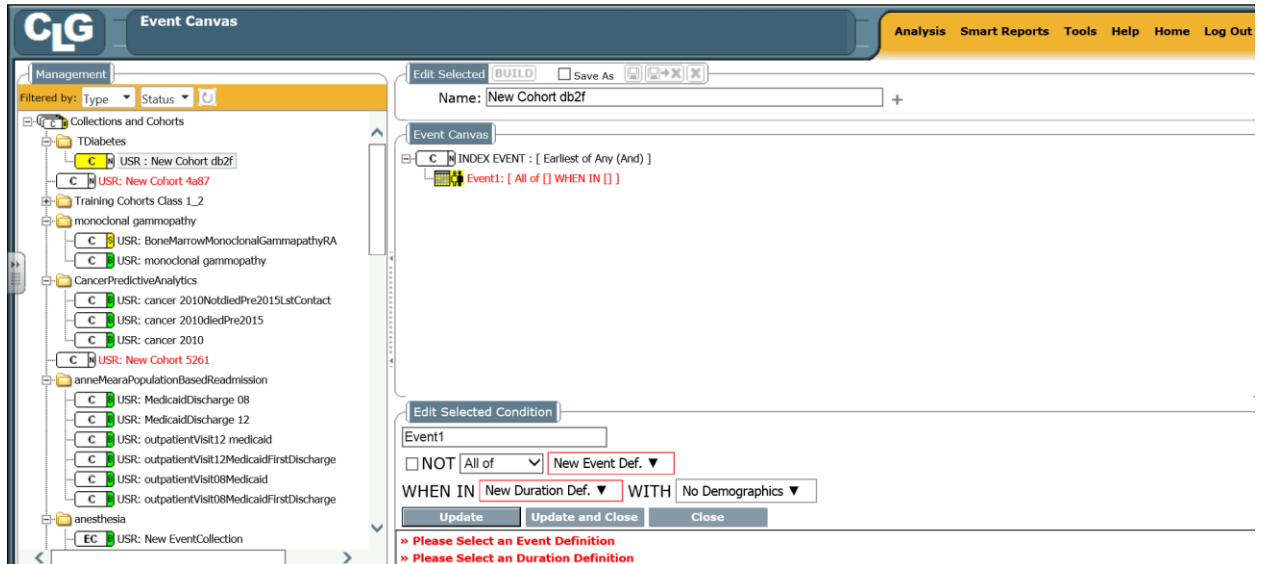 CLG
Event Canvas
Analysis Smart Reports Tools Help Home Log Out
Management
Filtered by: Type Status
Collections and Cohorts
TDiabetes
C N USR : New Cohort db2f
C N USR: New Cohort 4a87
Training Cohorts Class 1_2
monoclonal gammopathy
C S USR: BoneMarrowMonoclonalGammapathyRA
C B USR: monoclonal gammopathy
CancerPredictiveAnalytics
C B USR: cancer 2010NotdiedPre2015LstContact
C B USR: cancer 2010diedPre2015
C B USR: cancer 2010
C N USR: New Cohort 5261
anneMearaPopulationBasedReadmission
C B USR: MedicaidDischarge 08
C B USR: MedicaidDischarge 12
C B USR: outpatientVisit12 medicaid
C B USR: outpatientVisit12MedicaidFirstDischarge
C B USR: outpatientVisit08Medicaid
C B USR: outpatientVisit08MedicaidFirstDischarge
anesthesia
EC B USR: New EventCollection
Edit Selected BUILD Save As
Name: New Cohort db2f
Event Canvas
C N INDEX EVENT : [ Earliest of Any (And) ]
Event1: [ All of [] WHEN IN [] ]
Edit Selected Condition
Event1
NOT All of New Event Def. ▼
WHEN IN New Duration Def. ▼ WITH No Demographics ▼
Update Update and Close Close
» Please Select an Event Definition
» Please Select an Duration Definition